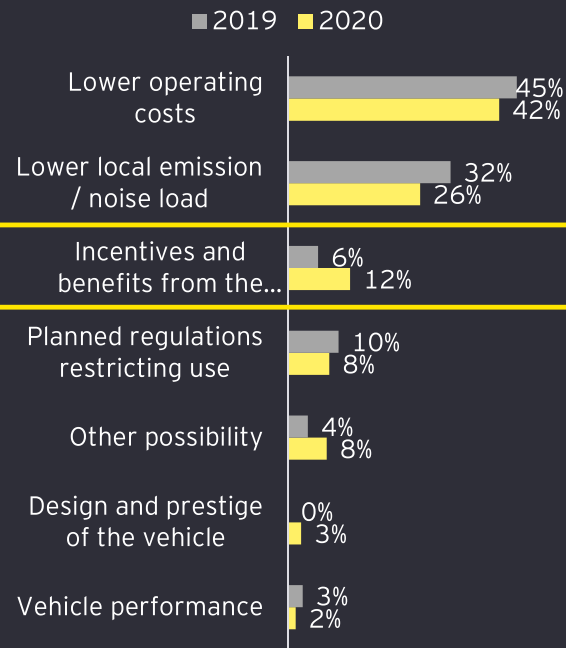 2019 2020
Lower operating
costs
45%
42%
Lower local emission
/ noise load
32%
26%
Incentives and
benefits from the...
6%
12%
Planned regulations
restricting use
10%
8%
Other possibility
4%
8%
Design and prestige
of the vehicle
0%
3%
Vehicle performance
3%
2%